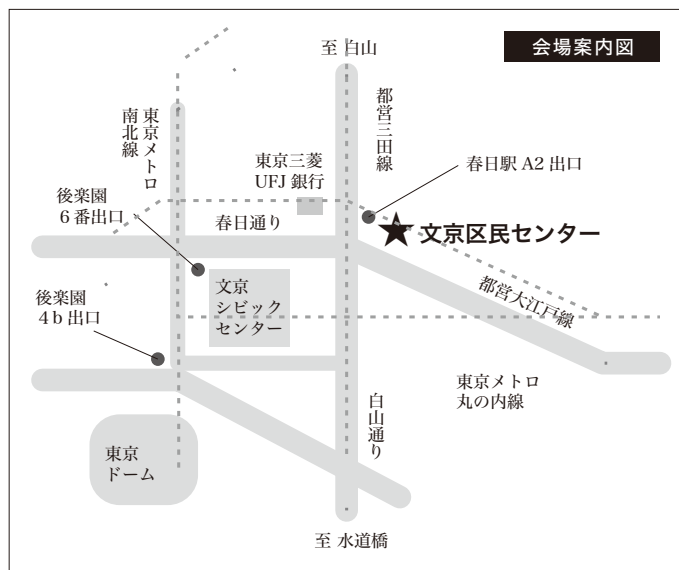 会場案内図
至 白山
都営三田線
東京メトロ
南北線
東京三菱
UFJ 銀行
春日駅 A2 出口
後楽園
6 番出口
春日通り
文京区民センター
後楽園
4 b 出口
文京
シビック
センター
都営大江戸線
東京メトロ
丸の内線
白山通り
東京
ドーム
至 水道橋